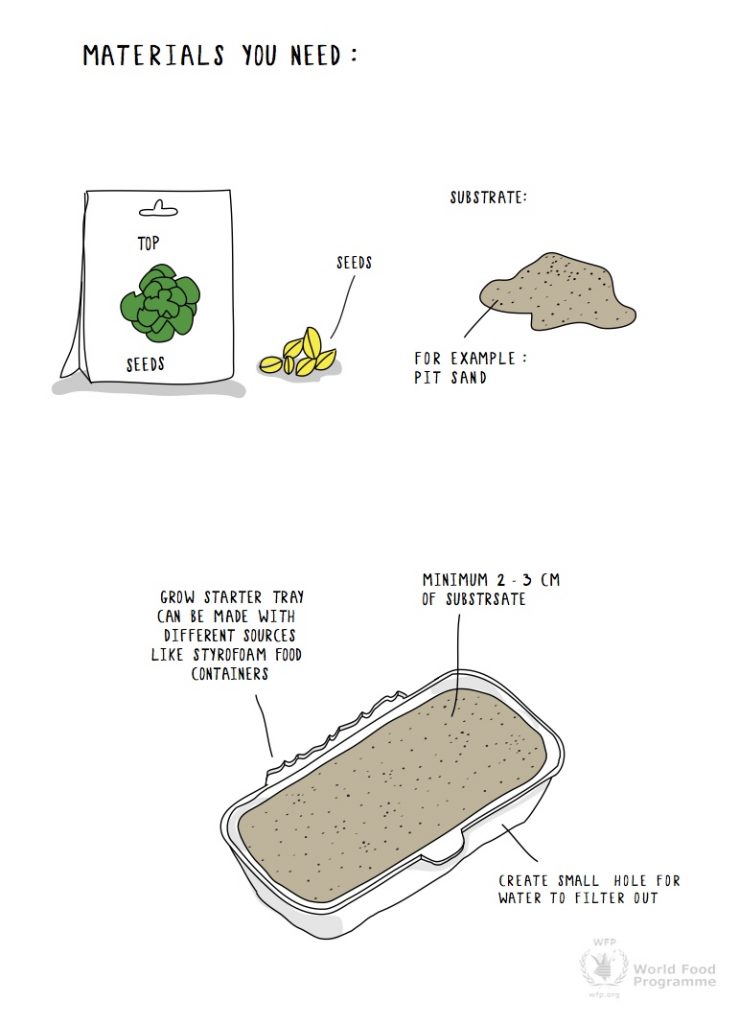 MATERIALS YOU NEED:
TOP
SEEDS
SEEDS
SUBSTRATE:
FOR EXAMPLE:
PIT SAND
GROW STARTER TRAY
CAN BE MADE WITH
DIFFERENT SOURCES
LIKE STYROFOAM FOOD
CONTAINERS
MINIMUM 2 - 3 CM
OF SUBSTRSATE
CREATE SMALL HOLE FOR
WATER TO FILTER OUT
WFP
wfp.org
World Food
Programme